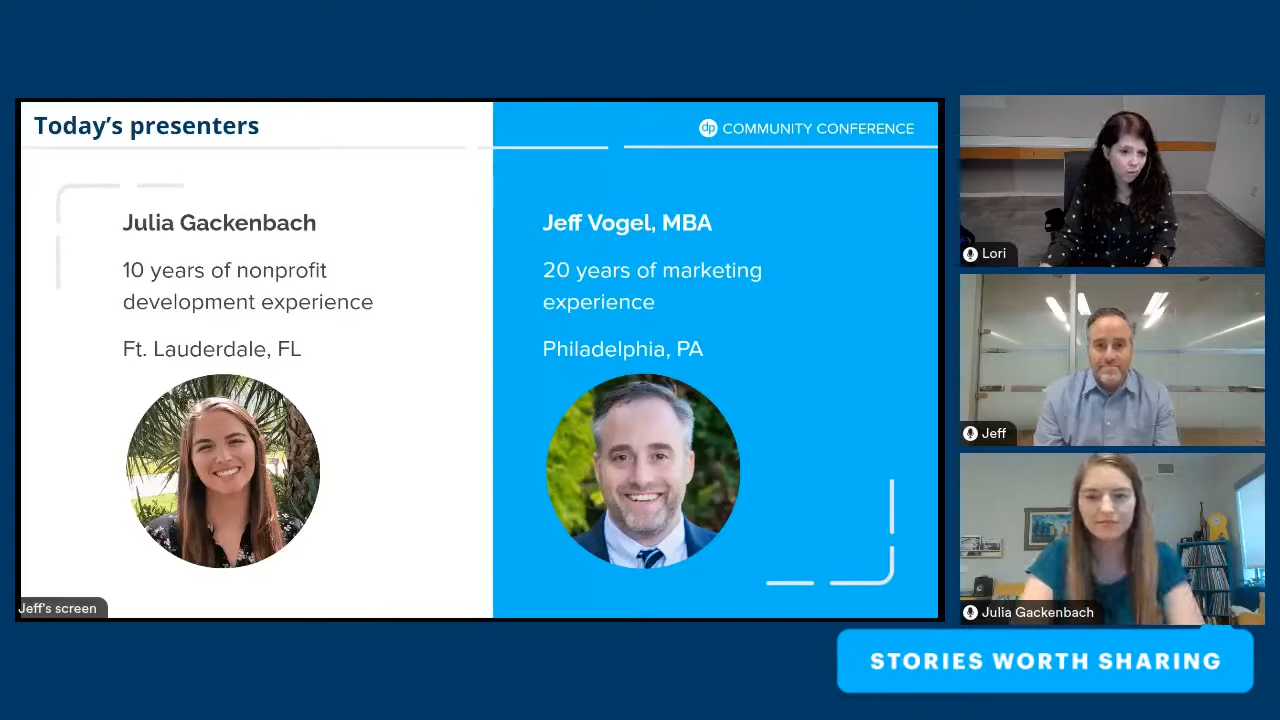 Today's presenters
dp COMMUNITY CONFERENCE
Julia Gackenbach
10 years of nonprofit
development experience
Ft. Lauderdale, FL
Jeff Vogel, MBA
20 years of marketing
experience
Philadelphia, PA
Jeff's screen
Lori
Jeff
Julia Gackenbach
STORIES WORTH SHARING